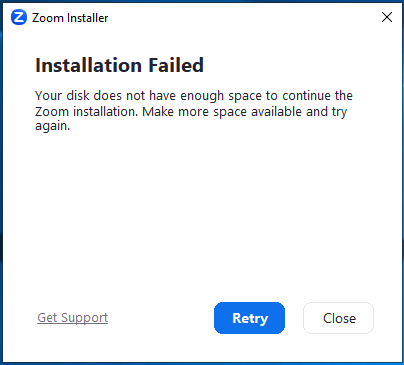 Zoom Installer
Installation Failed
Your disk does not have enough space to continue the
Zoom installation. Make more space available and try
again.
Get Support
Retry
Close